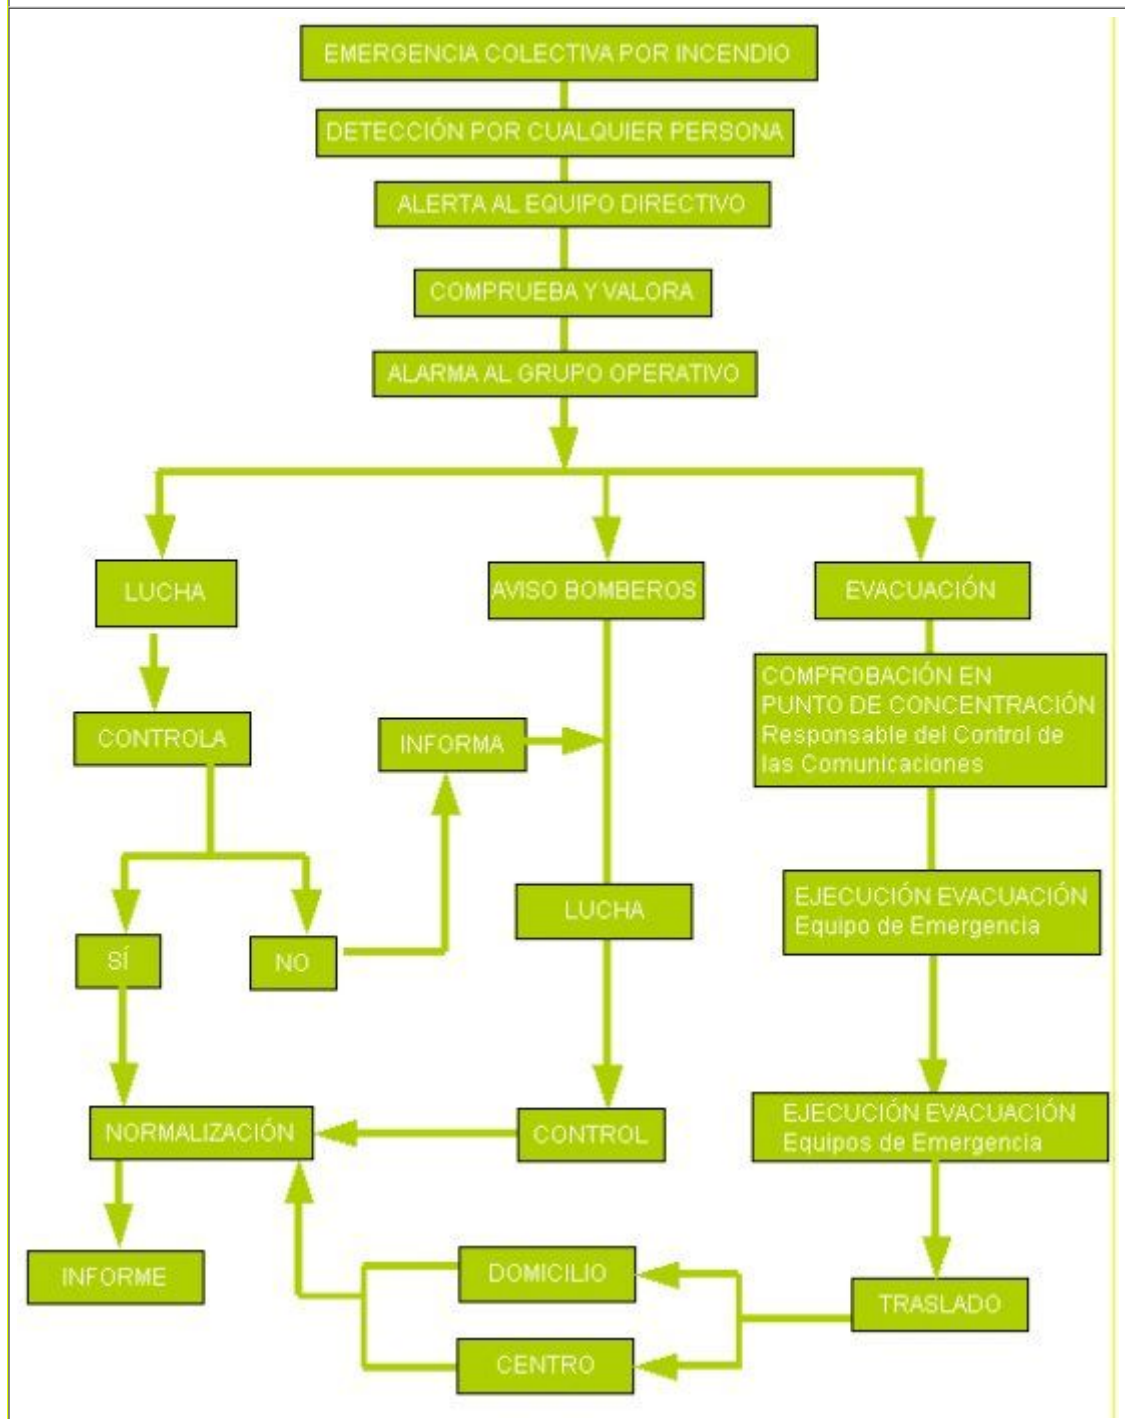 EMERGENCIA COLECTIVA POR INCENDIO
DETECCIÓN POR CUALQUIER PERSONA
ALERTA AL EQUIPO DIRECTIVO
COMPRUEBA Y VALORA
ALARMA AL GRUPO OPERATIVO
LUCHA
AVISO BOMBEROS
EVACUACIÓN
COMPROBACIÓN EN
PUNTO DE CONCENTRACIÓN
Responsable del Control de
las Comunicaciones
CONTROLA
INFORMA
LUCHA
EJECUCIÓN EVACUACIÓN
Equipo de Emergencia
SÍ
NO
NORMALIZACIÓN
CONTROL
EJECUCIÓN EVACUACIÓN
Equipos de Emergencia
INFORME
DOMICILIO
TRASLADO
CENTRO